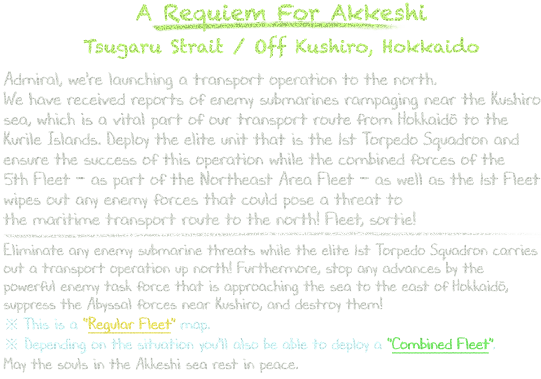 A Requiem For Akkeshi
Tsugaru Strait / Off Kushiro, Hokkaido
Admiral, we're launching a transport operation to the north.
We have received reports of enemy submarines rampaging near the Kushiro
sea, which is a vital part of our transport route from Hokkaidō to the
Kurile Islands. Deploy the elite unit that is the 1st Torpedo Squadron and
ensure the success of this operation while the combined forces of the
5th Fleet - as part of the Northeast Area Fleet - as well as the 1st Fleet
wipes out any enemy forces that could pose a threat to
the maritime transport route to the north! Fleet, sortie!
Eliminate any enemy submarine threats while the elite 1st Torpedo Squadron carries
out a transport operation up north! Furthermore, stop any advances by the
powerful enemy task force that is approaching the sea to the east of Hokkaidō,
suppress the Abyssal forces near Kushiro, and destroy them!
※ This is a "Regular Fleet" map.
※ Depending on the situation you'll also be able to deploy a "Combined Fleet".
May the souls in the Akkeshi sea rest in peace.